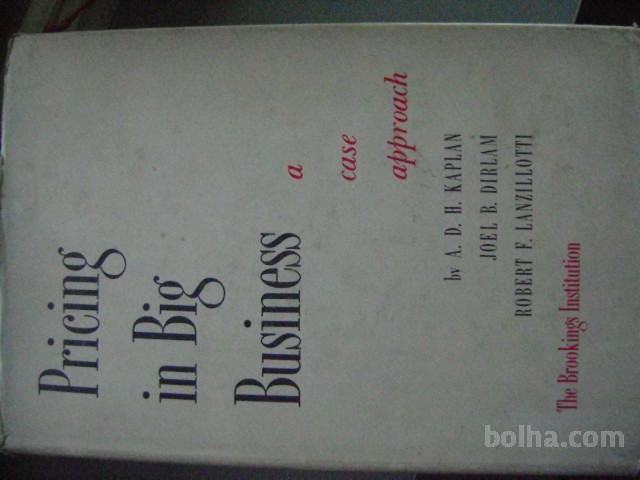 Pricing
in Big
Business
a
case
approach
by A. D. H. KAPLAN
JOEL B. DIRLAM
ROBERT F. LANZILLOTTI
The Brookings Institution
bolha.com